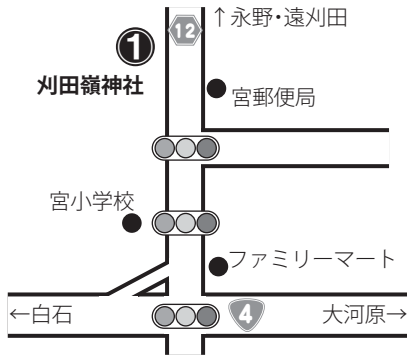 ↑永野・遠刈田
12
1
刈田嶺神社
宮郵便局
宮小学校
ファミリーマート
←白石
4
大河原→